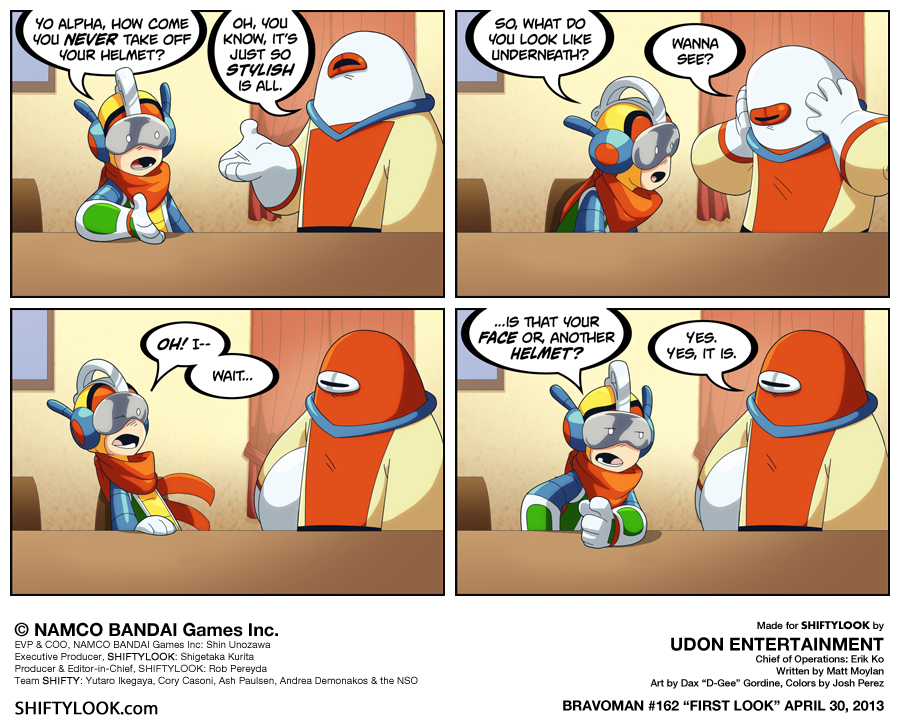 YO ALPHA, HOW COME
YOU NEVER TAKE OFF
YOUR HELMET?
OH, YOU
KNOW, IT'S
JUST SO
STYLISH
IS ALL.
SO, WHAT DO
YOU LOOK LIKE
UNDERNEATH?
WANNA
SEE?
OH! I--
WAIT...
...IS THAT YOUR
FACE OR, ANOTHER
HELMET?
YES.
YES, IT IS.
© NAMCO BANDAI Games Inc.
EVP & COO, NAMCO BANDAI Games Inc: Shin Unozawa
Executive Producer, SHIFTYLOOK: Shigetaka Kurita
Producer & Editor-in-Chief, SHIFTYLOOK: Rob Pereyda
Team SHIFTY: Yutaro Ikegaya, Cory Casoni, Ash Paulsen, Andrea Demonakos & the NSO
SHIFTYLOOK.com
Made for SHIFTYLOOK by
UDON ENTERTAINMENT
Chief of Operations: Erik Ko
Written by Matt Moylan
Art by Dax "D-Gee" Gordine, Colors by Josh Perez
BRAVOMAN #162 "FIRST LOOK" APRIL 30, 2013